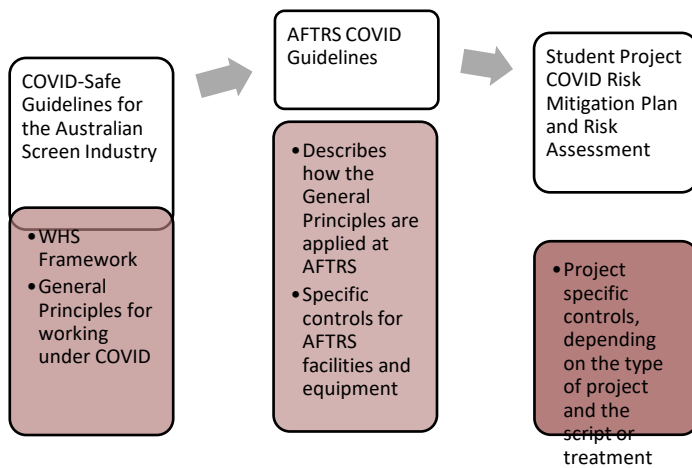 COVID-Safe
Guidelines for
the Australian
Screen Industry
•WHS
Framework
•General
Principles for
working
under COVID
AFTRS COVID
Guidelines
•Describes
how the
General
Principles are
applied at
AFTRS
•Specific
controls for
AFTRS
facilities and
equipment
Student Project
COVID Risk
Mitigation Plan
and Risk
Assessment
•Project
specific
controls,
depending
on the type
of project
and the
script or
treatment